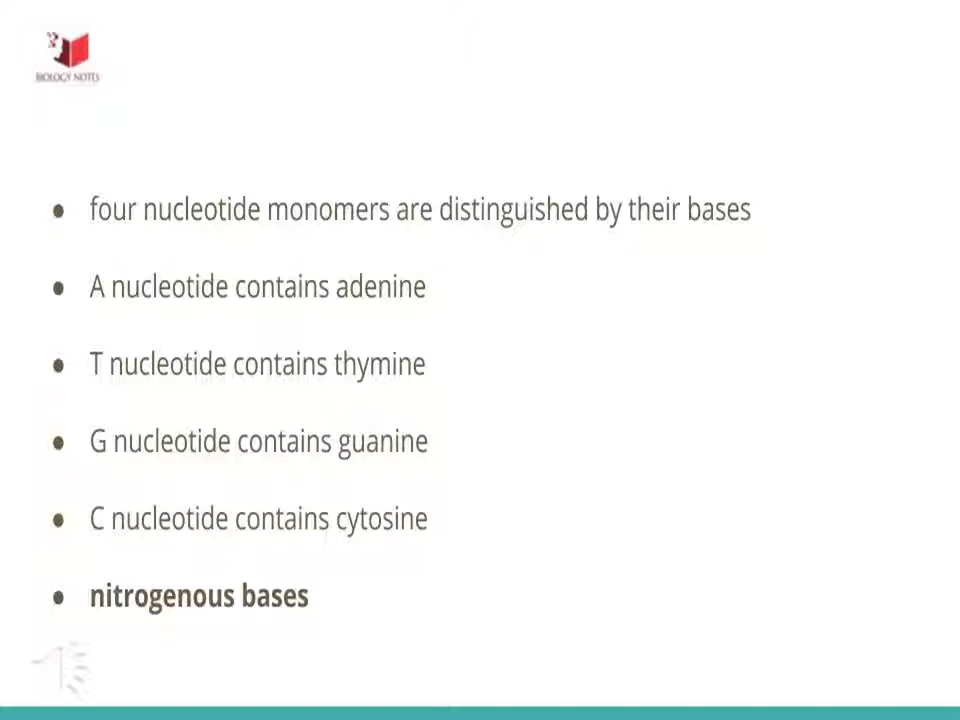 BIOLOGY NOTES
● four nucleotide monomers are distinguished by their bases
● A nucleotide contains adenine
● T nucleotide contains thymine
● G nucleotide contains guanine
● C nucleotide contains cytosine
● nitrogenous bases